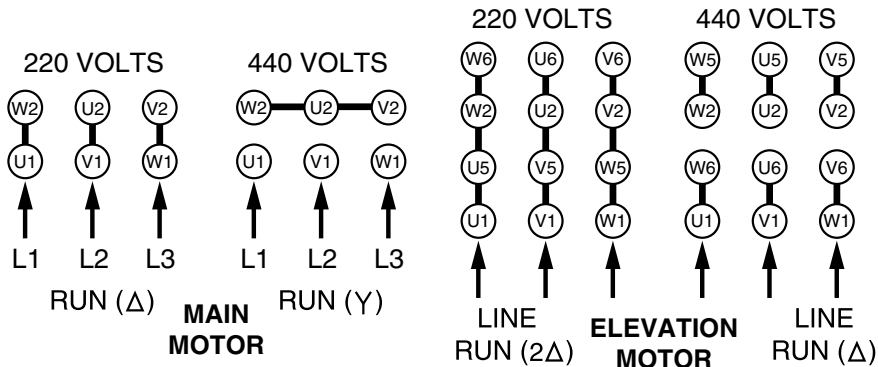 220 VOLTS 440 VOLTS
W2 U2 V2 W2 U2 V2
U1 V1 W1 U1 V1 W1
L1 L2 L3 L1 L2 L3
RUN (Δ) RUN (Y)
MAIN
MOTOR
220 VOLTS 440 VOLTS
W6 U6 V6 W5 U5 V5
W2 U2 V2 W2 U2 V2
U5 V5 W5 W6 U6 V6
U1 V1 W1 U1 V1 W1
LINE LINE
RUN (2Δ) RUN (Δ)
ELEVATION
MOTOR